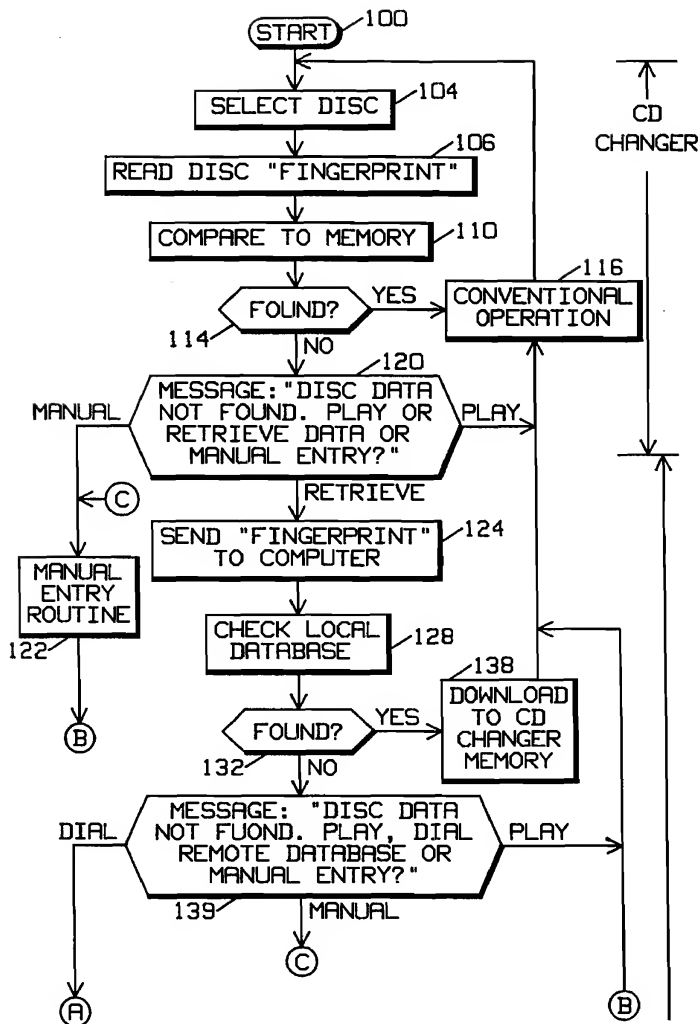 START
100
SELECT DISC
104
CD
CHANGER
READ DISC "FINGERPRINT"
106
COMPARE TO MEMORY
110
FOUND?
114
YES
NO
CONVENTIONAL
OPERATION
116
120
MESSAGE:"DISC DATA
NOT FOUND. PLAY OR
RETRIEVE DATA OR
MANUAL ENTRY?"
MANUAL
PLAY
RETRIEVE
C
SEND "FINGERPRINT"
TO COMPUTER
124
MANUAL
ENTRY
ROUTINE
122
B
CHECK LOCAL
DATABASE
128
FOUND?
132
YES
NO
138
DOWNLOAD
TO CD
CHANGER
MEMORY
MESSAGE: "DISC DATA
NOT FUOND. PLAY, DIAL
REMOTE DATABASE OR
MANUAL ENTRY?"
139
DIAL
PLAY
MANUAL
C
A
B